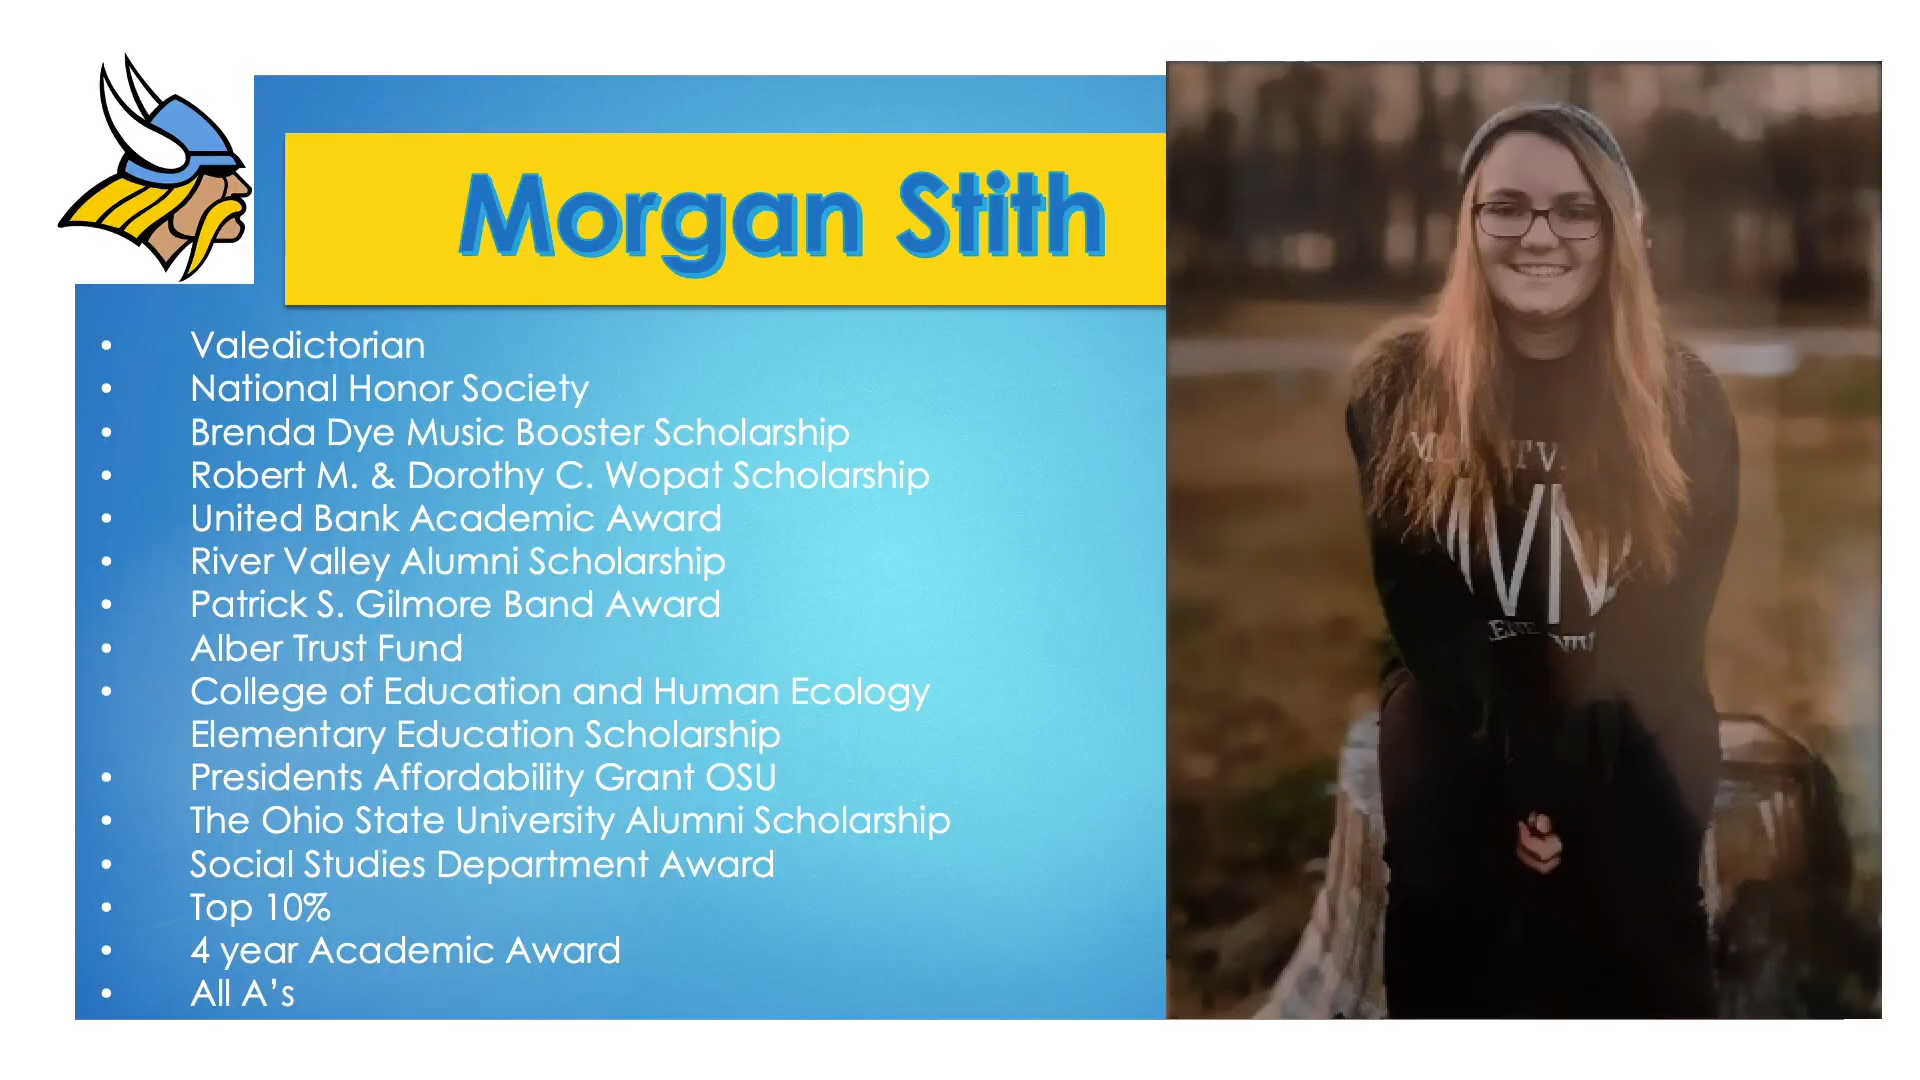 Morgan Stith
• Valedictorian
• National Honor Society
• Brenda Dye Music Booster Scholarship
• Robert M. & Dorothy C. Wopat Scholarship
• United Bank Academic Award
• River Valley Alumni Scholarship
• Patrick S. Gilmore Band Award
• Alber Trust Fund
• College of Education and Human Ecology
Elementary Education Scholarship
• Presidents Affordability Grant OSU
• The Ohio State University Alumni Scholarship
• Social Studies Department Award
• Top 10%
• 4 year Academic Award
• All A's